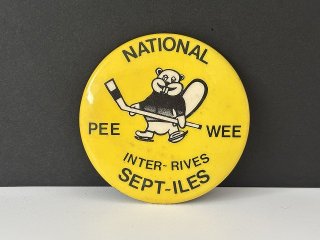 NATIONAL
PEE WEE
INTER- RIVES
SEPT-ILES